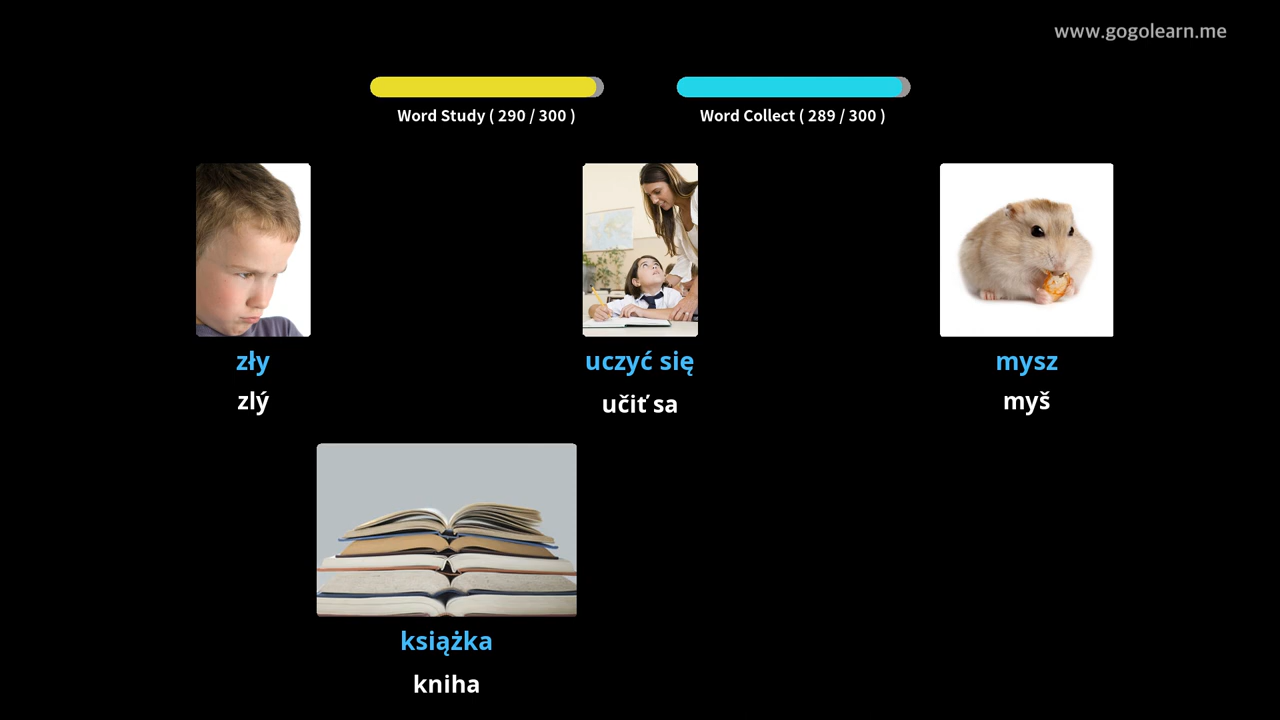 www.gogolearn.me
Word Study ( 290 / 300 )
Word Collect ( 289 / 300 )
zły
uczyć się
mysz
zlý
učiť sa
myš
książka
kniha